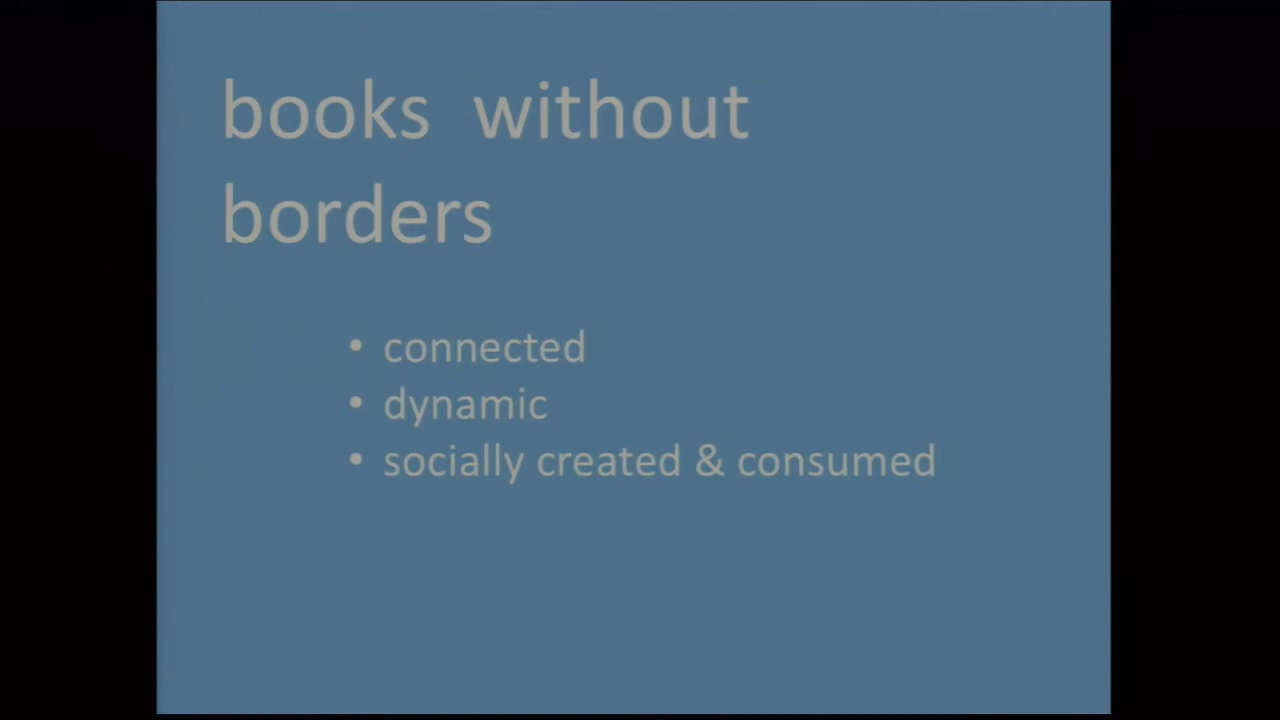 books without
borders
• connected
• dynamic
• socially created & consumed